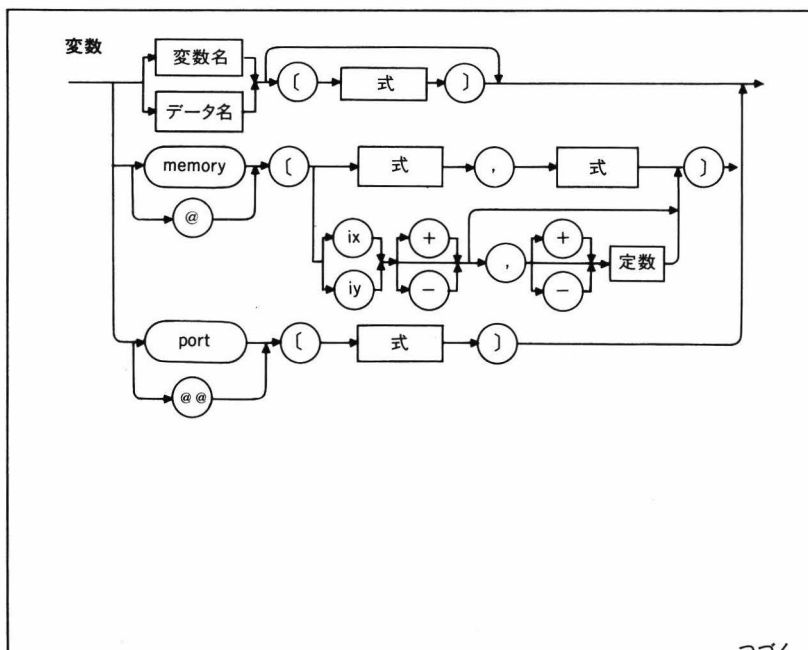 変数
変数名
データ名
〔 式 〕
memory
@
〔 式 , 式 〕
ix
iy
+
-
,
+
-
定数
port
@@
〔 式 〕